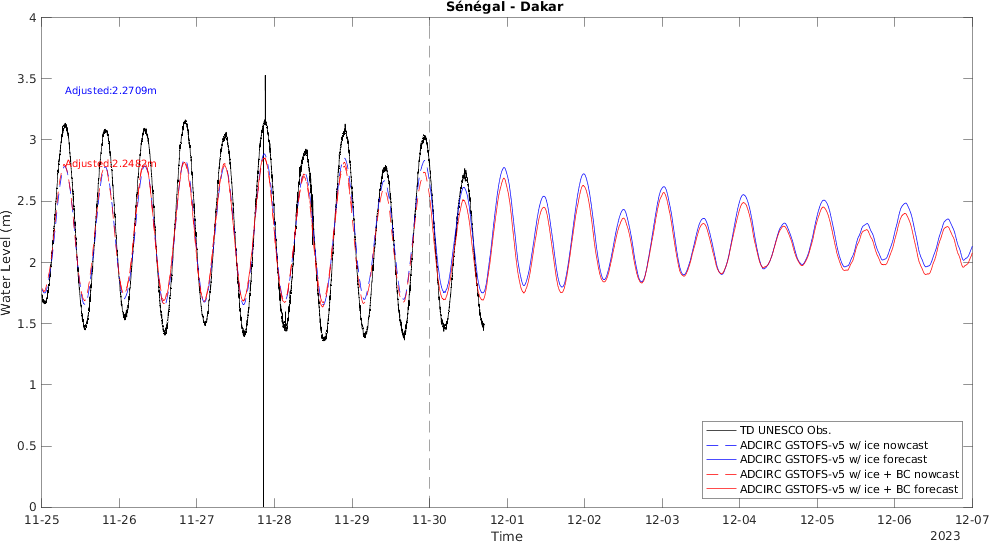 Sénégal - Dakar
4
3.5
3
2.5
2
1.5
1
0.5
0
Water Level (m)
Adjusted:2.2709m
Adjusted:2.2482m
TD UNESCO Obs.
ADCIRC GSTOFS-v5 w/ ice nowcast
ADCIRC GSTOFS-v5 w/ ice forecast
ADCIRC GSTOFS-v5 w/ ice + BC nowcast
ADCIRC GSTOFS-v5 w/ ice + BC forecast
11-25 11-26 11-27 11-28 11-29 11-30 12-01 12-02 12-03 12-04 12-05 12-06 12-07
Time
2023